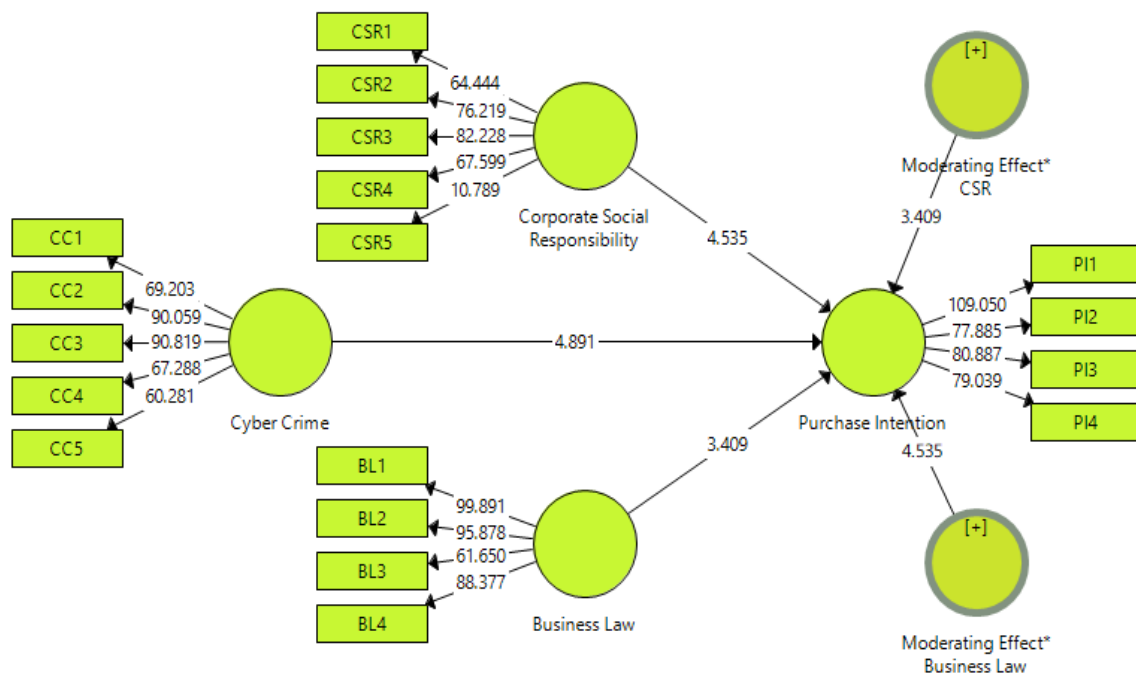 CSR1
CSR2
CSR3
CSR4
CSR5
64.444
76.219
82.228
67.599
10.789
Corporate Social
Responsibility
[+]
Moderating Effect*
CSR
3.409
4.535
CC1
CC2
CC3
CC4
CC5
69.203
90.059
90.819
67.288
60.281
Cyber Crime
4.891
Purchase Intention
109.050
77.885
80.887
79.039
PI1
PI2
PI3
PI4
BL1
BL2
BL3
BL4
99.891
95.878
61.650
88.377
Business Law
3.409
4.535
[+]
Moderating Effect*
Business Law